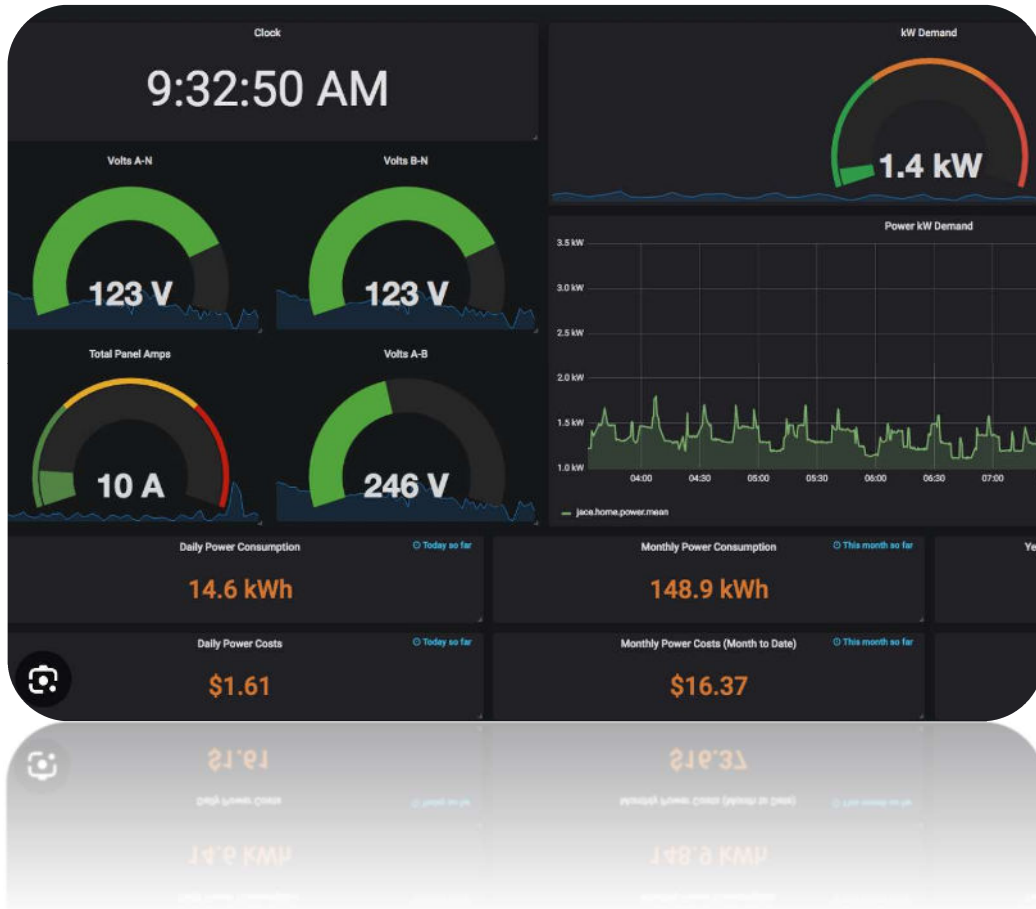 Clock
9:32:50 AM
kW Demand
1.4 kW
Volts A-N
123 V
Volts B-N
123 V
Total Panel Amps
10 A
Volts A-B
246 V
Power kW Demand
3.5 kW
3.0 kW
2.5 kW
2.0 kW
1.5 kW
1.0 kW
04:00 04:30 05:00 05:30 06:00 06:30 07:00
jace.home.power.mean
Daily Power Consumption Today so far
14.6 kWh
Monthly Power Consumption This month so far
148.9 kWh
Ye
Daily Power Costs Today so far
$1.61
Monthly Power Costs (Month to Date) This month so far
$16.37